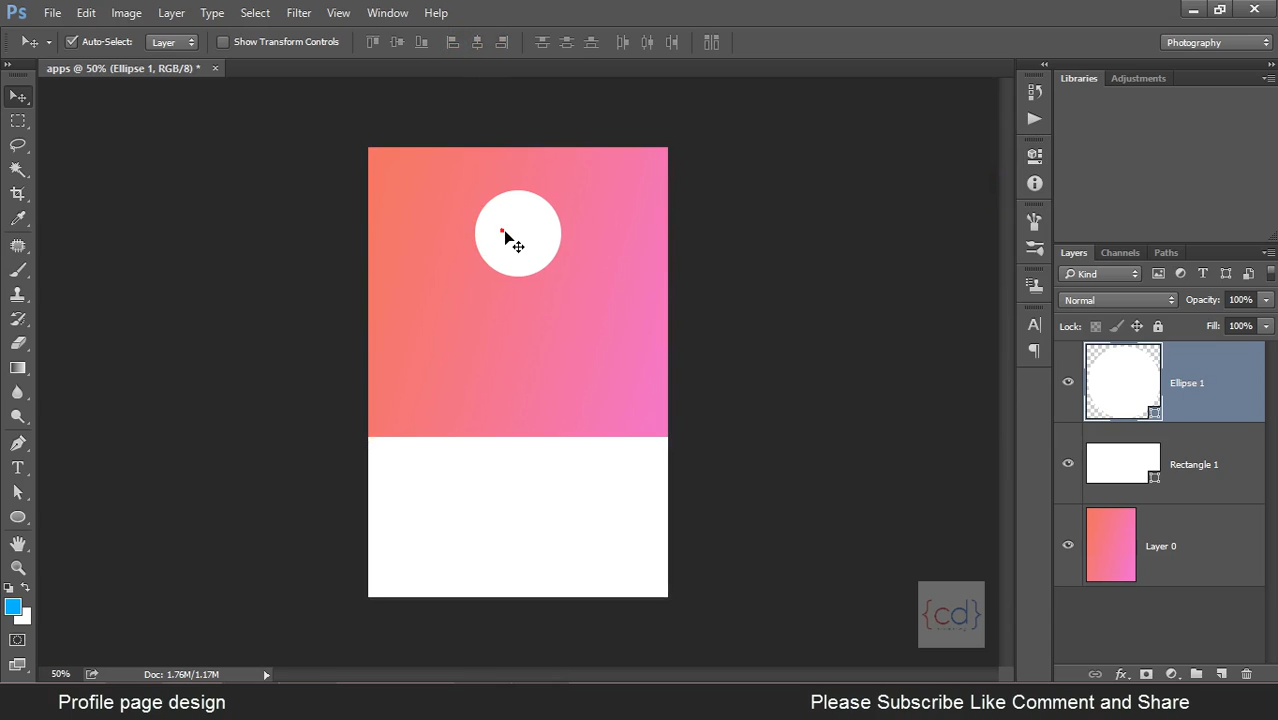 Ps File Edit Image Layer Type Select Filter View Window Help
Auto-Select: Layer Show Transform Controls Photography
apps @ 50% (Ellipse 1, RGB/8) * ×
Libraries Adjustments
Layers Channels Paths
Kind
Normal Opacity: 100%
Lock: Fill: 100%
Ellipse 1
Rectangle 1
Layer 0
{cd}
50% Doc: 1.76M/1.17M
Profile page design Please Subscribe Like Comment and Share